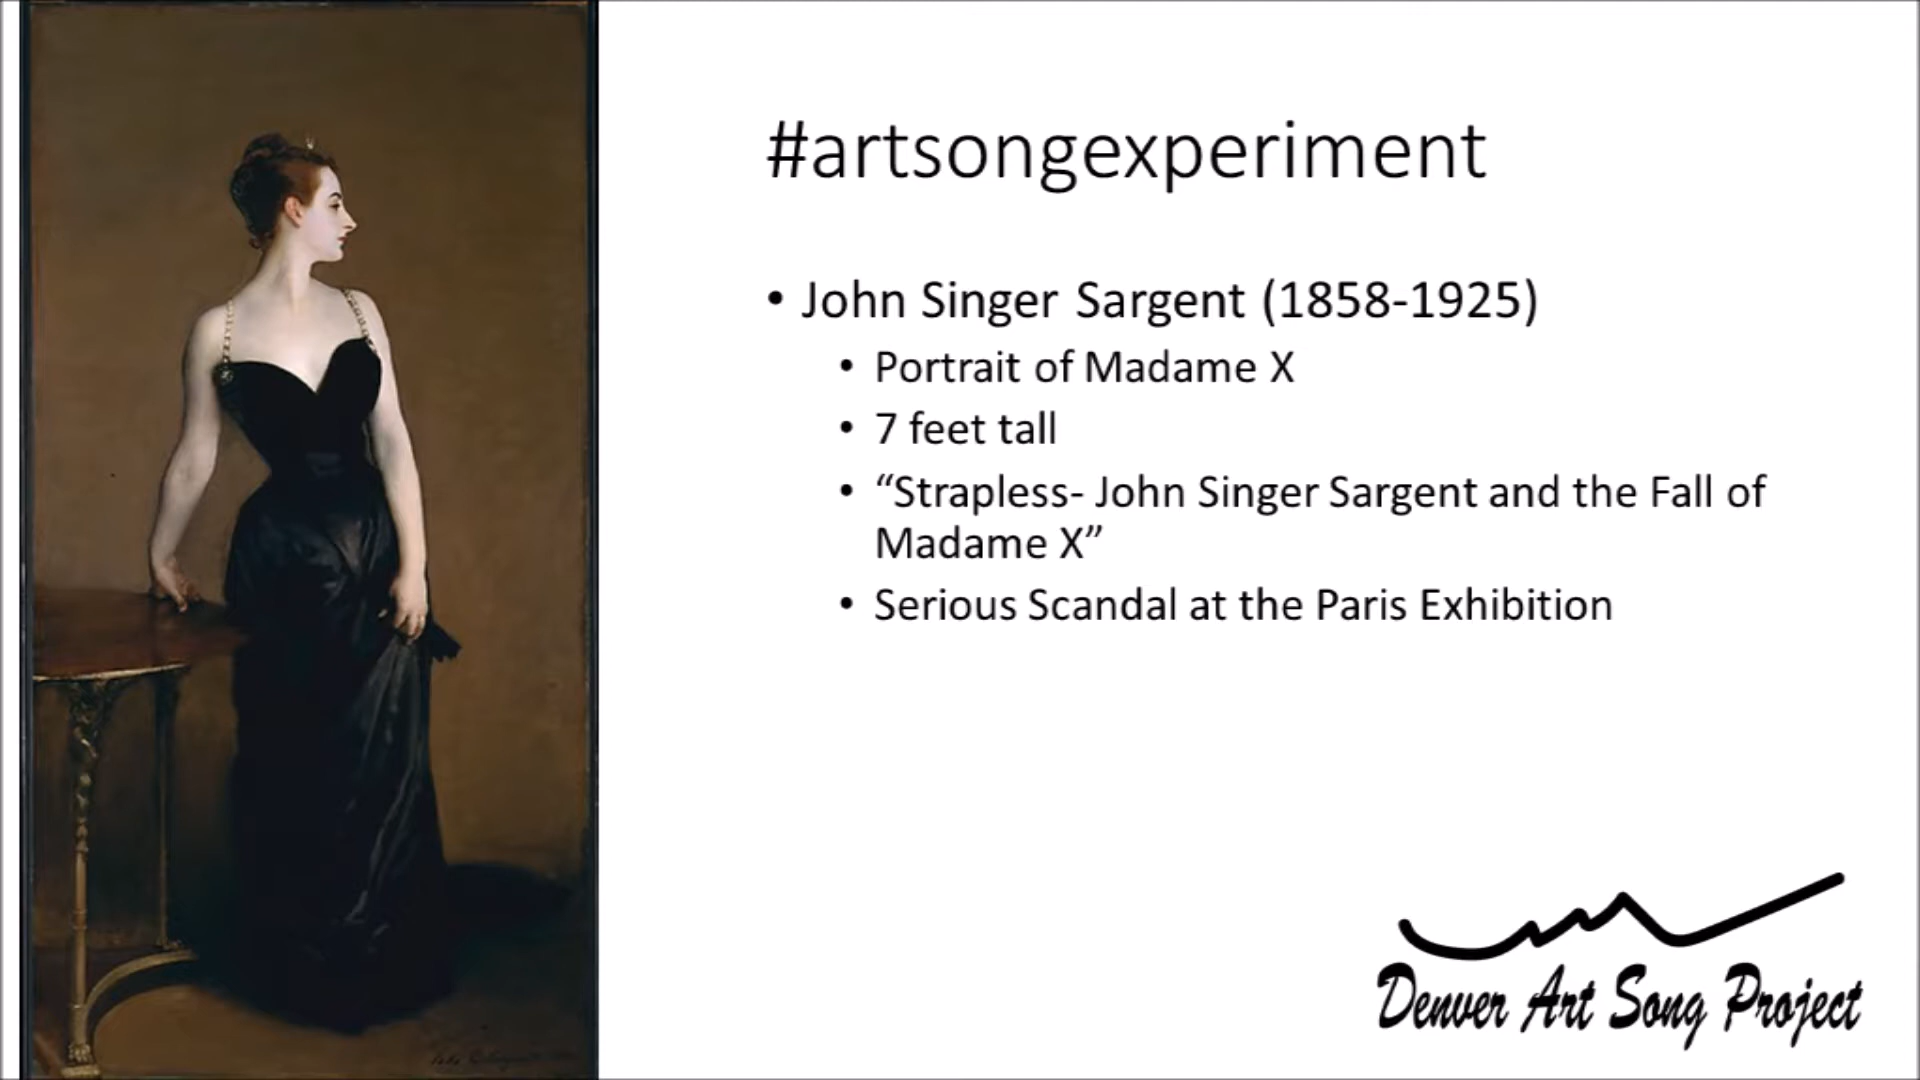 #artsongexperiment
• John Singer Sargent (1858-1925)
• Portrait of Madame X
• 7 feet tall
• “Strapless- John Singer Sargent and the Fall of
Madame X”
• Serious Scandal at the Paris Exhibition
Denver Art Song Project